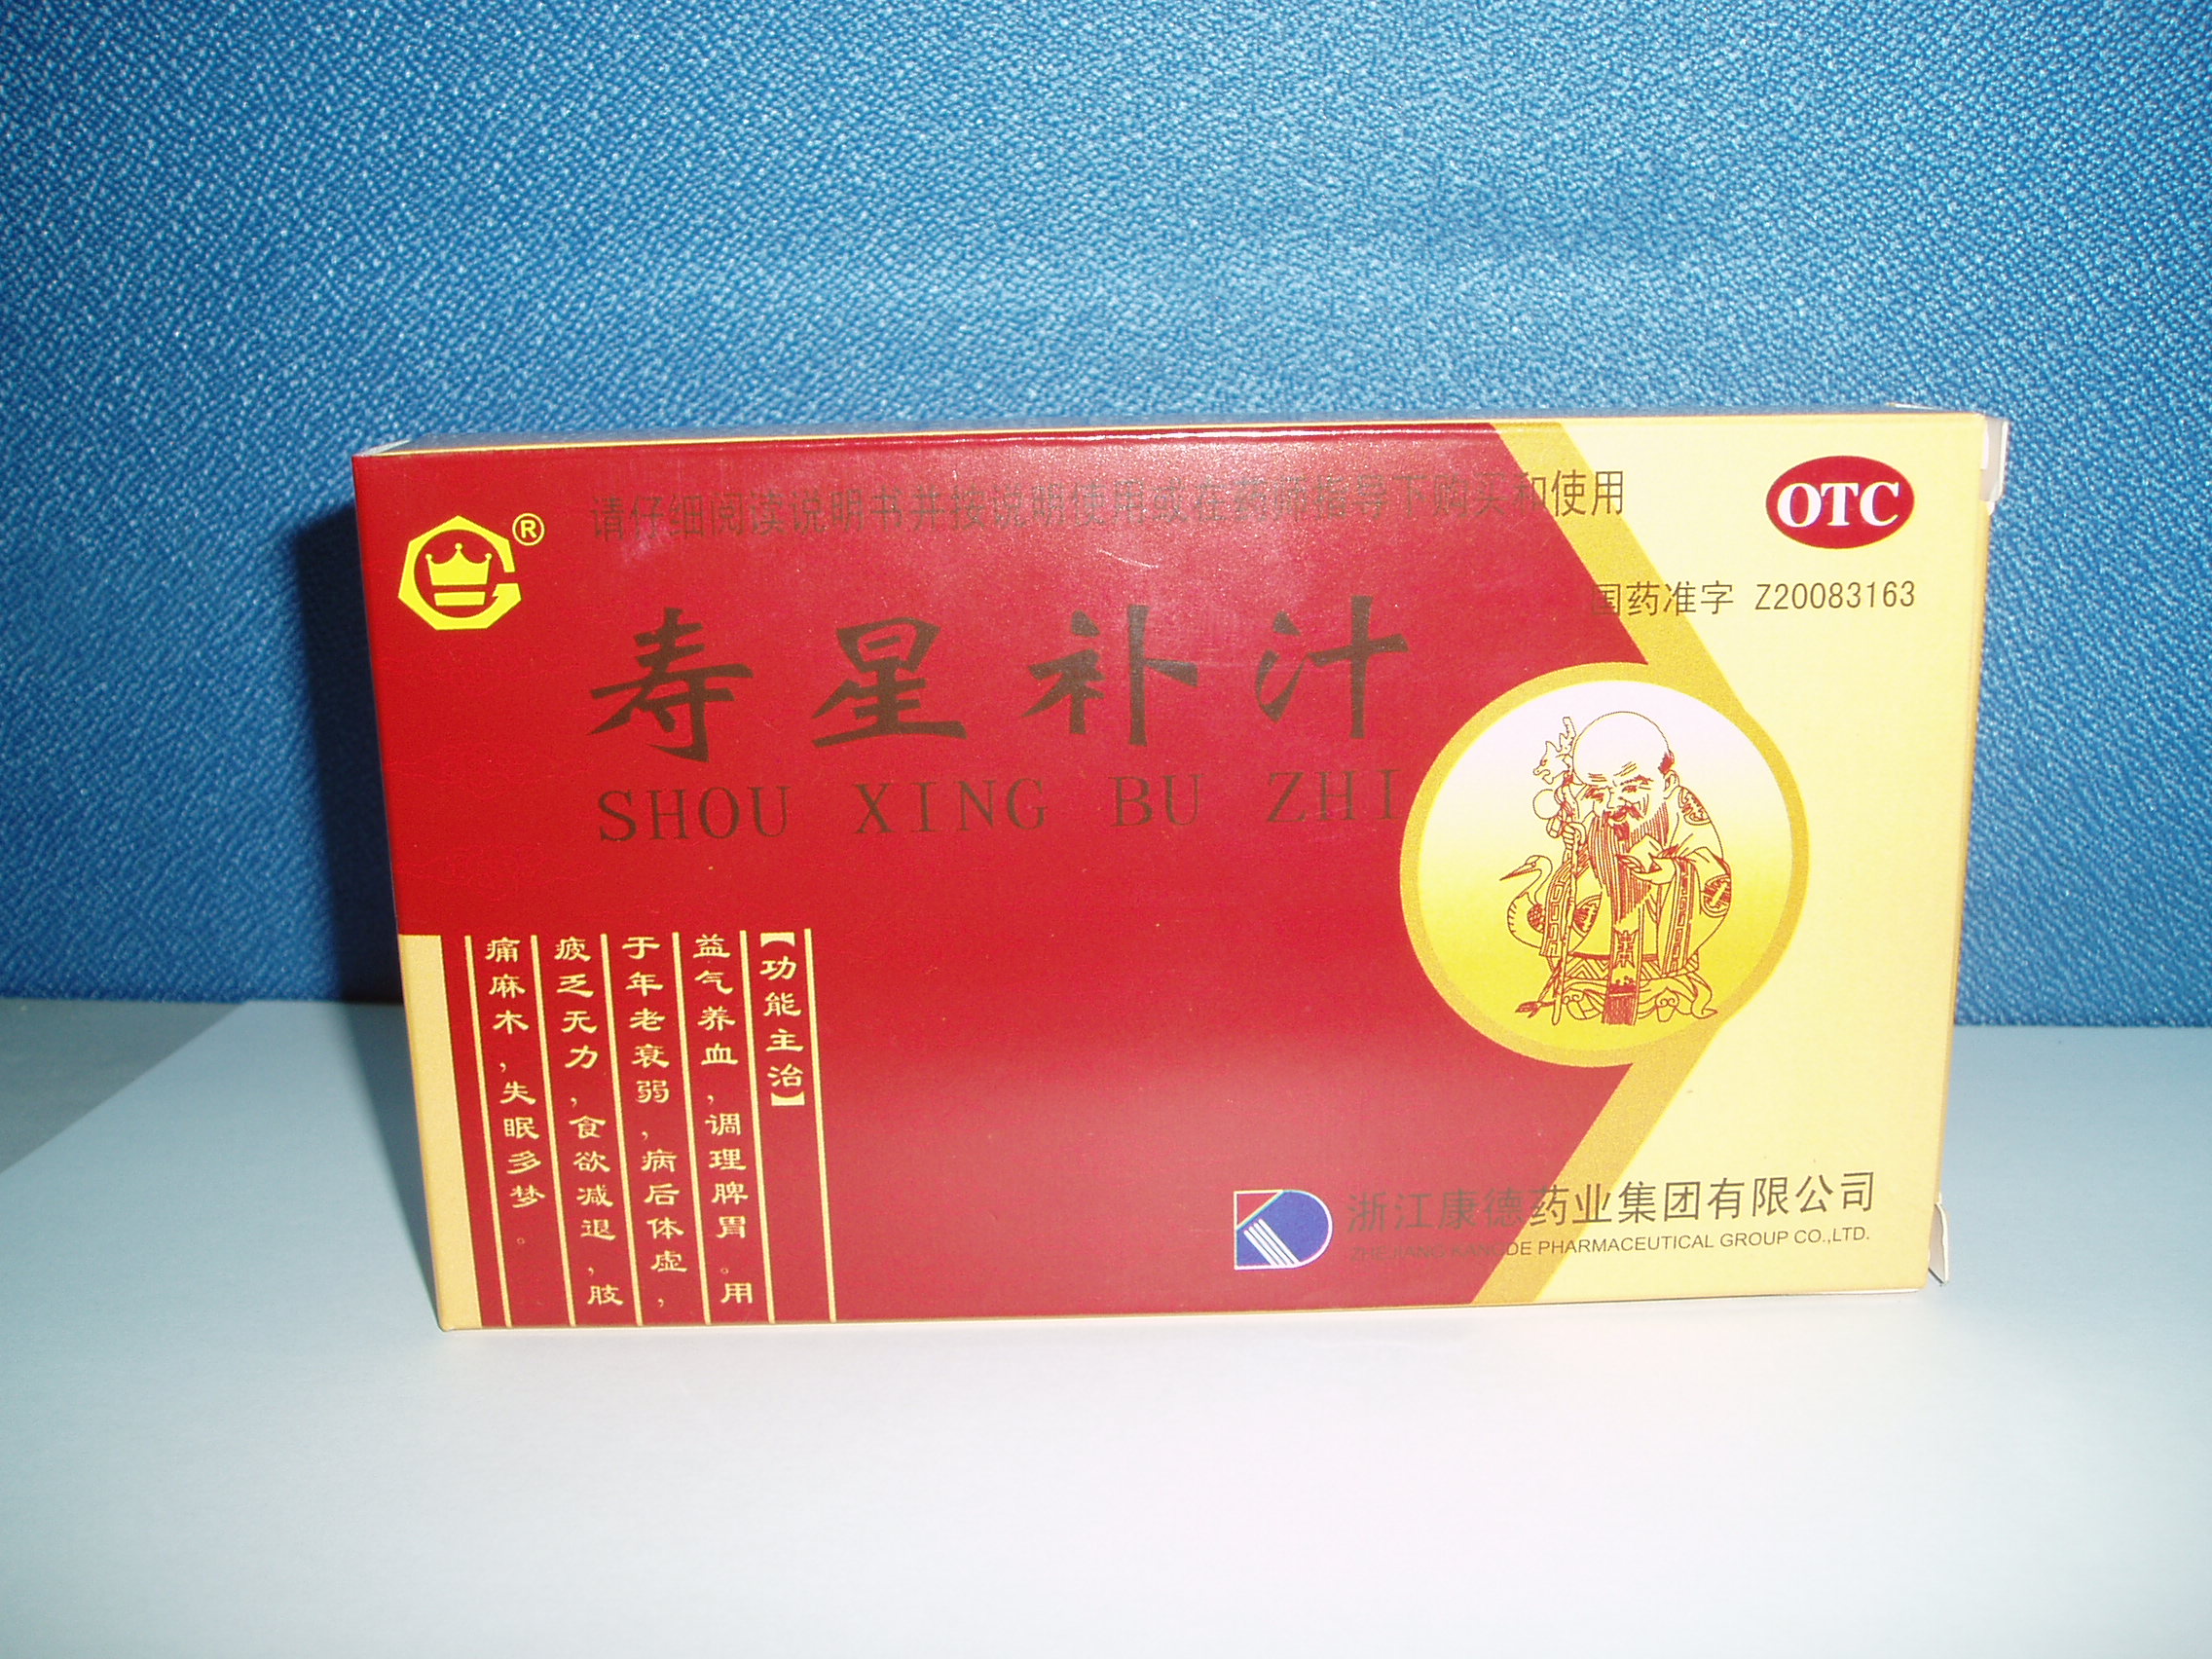 请仔细阅读说明书并按说明使用或在药师指导下购买和使用
OTC
®
国药准字 Z20083163
寿星补汁
SHOU XING BU ZHI
【功能主治】
益气养血,调理脾胃。用
于年老衰弱,病后体虚,
疲乏无力,食欲减退,肢
痛麻木,失眠多梦。
浙江康德药业集团有限公司
ZHEJIANG KANGDE PHARMACEUTICAL GROUP CO.,LTD.